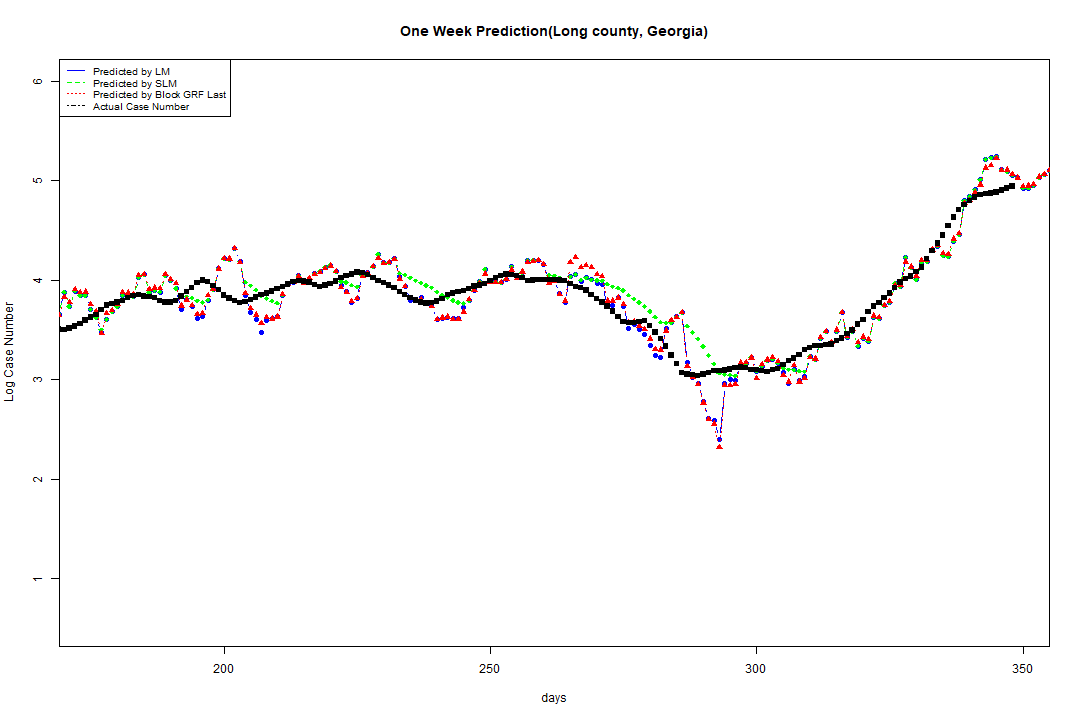 One Week Prediction(Long county, Georgia)
Predicted by LM
Predicted by SLM
Predicted by Block GRF Last
Actual Case Number
6
5
4
3
2
1
Log Case Number
200
250
300
350
days